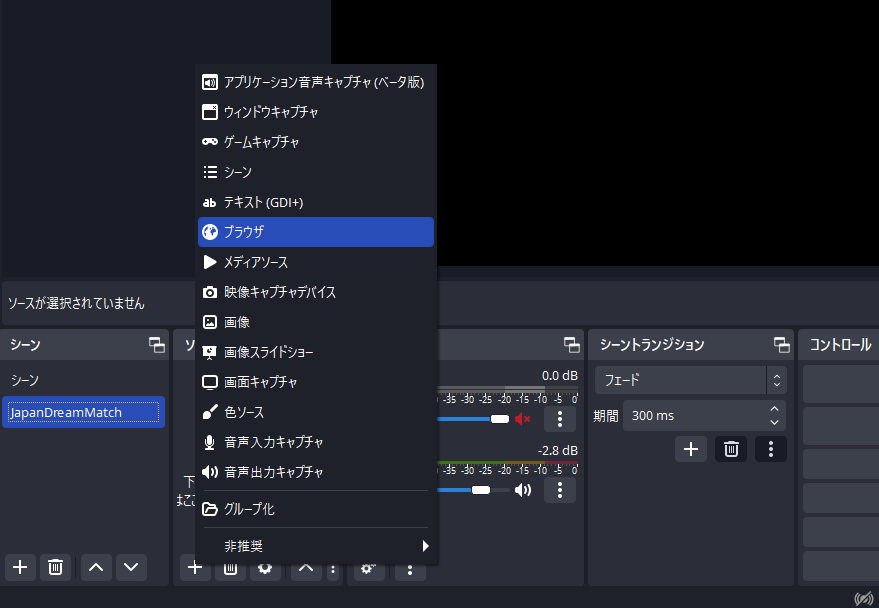 アプリケーション音声キャプチャ (ベータ版)
ウィンドウキャプチャ
ゲームキャプチャ
シーン
ab テキスト (GDI+)
ブラウザ
メディアソース
映像キャプチャデバイス
画像
画像スライドショー
画面キャプチャ
色ソース
音声入力キャプチャ
音声出力キャプチャ
グループ化
非推奨
ソースが選択されていません
シーン
シーン
JapanDreamMatch
ソ
下
はここ
0.0 dB
-35 -30 -25 -20 -15 -10 -5 0
-2.8 dB
-35 -30 -25 -20 -15 -10 -5 0
シーントランジション
フェード
期間 300 ms
コントロール